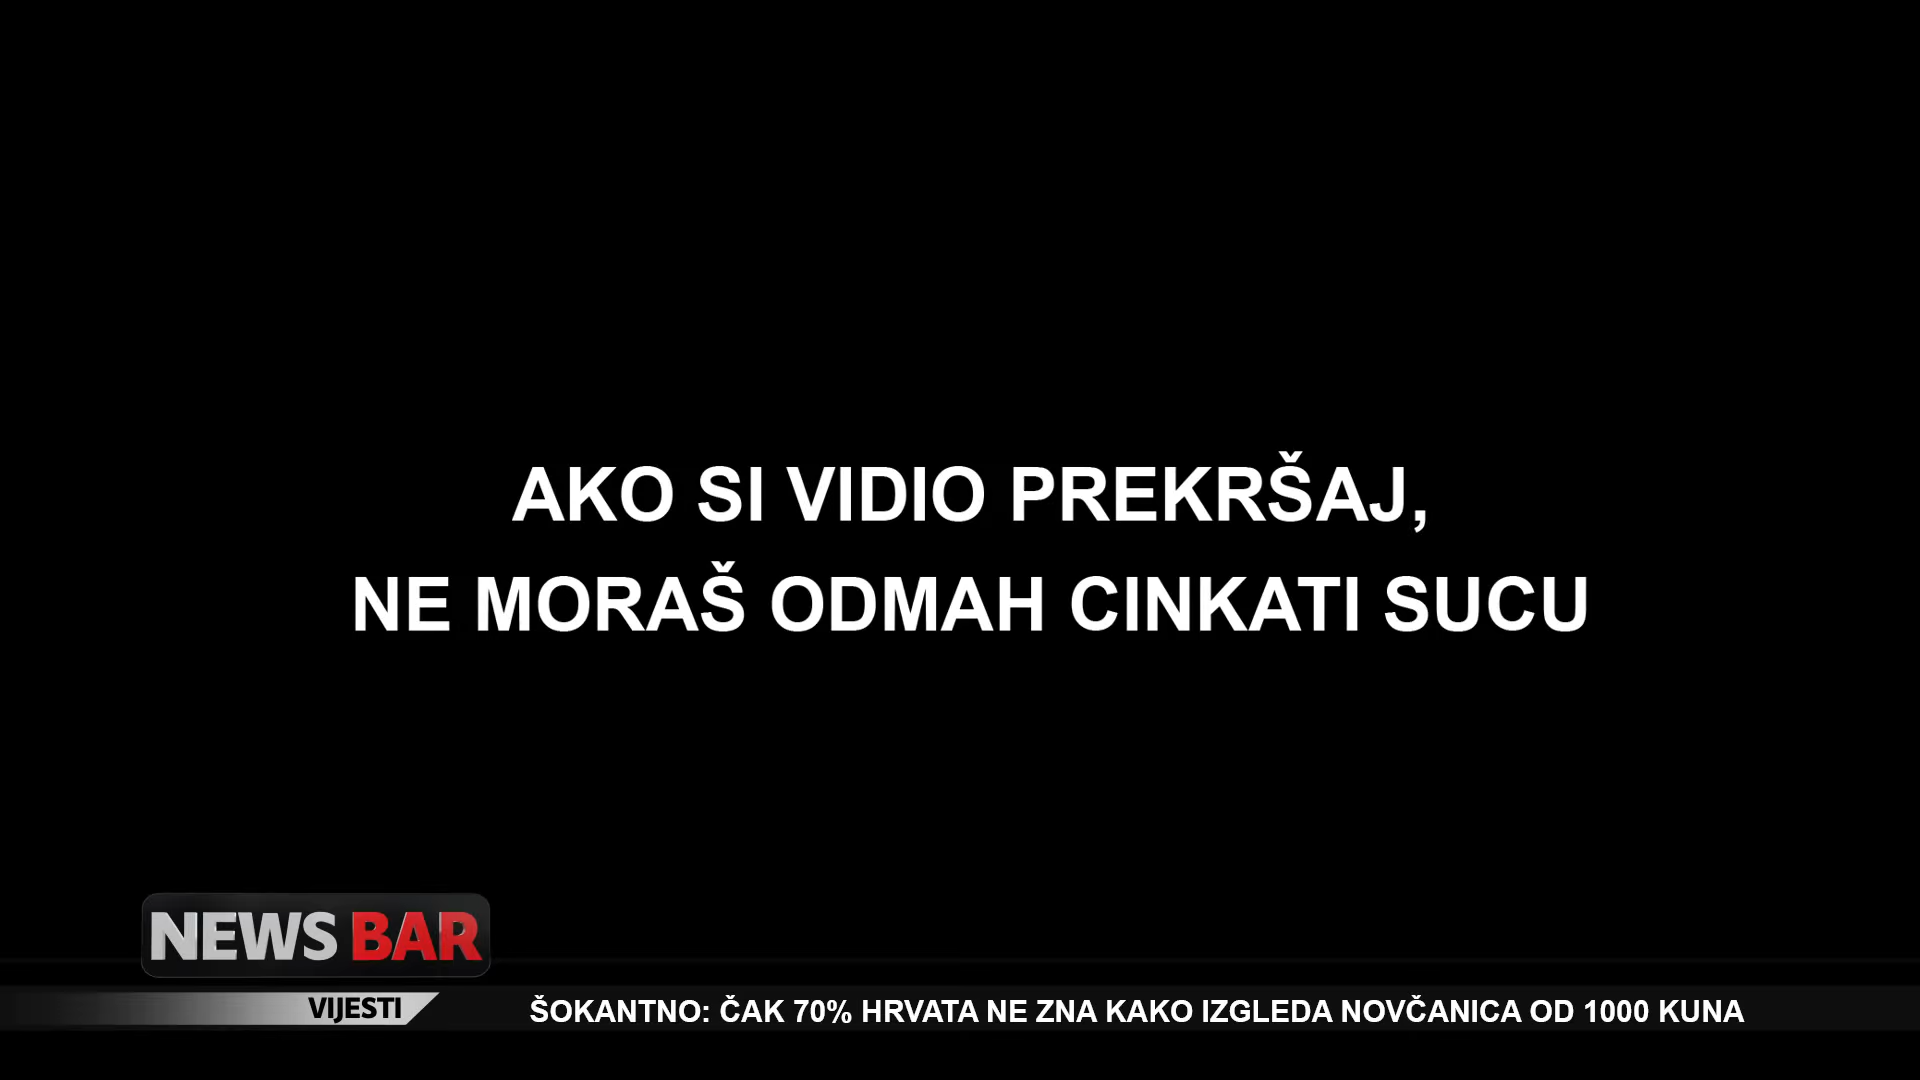 AKO SI VIDIO PREKRŠAJ,
NE MORAŠ ODMAH CINKATI SUCU
NEWS BAR
VIJESTI
ŠOKANTNO: ČAK 70% HRVATA NE ZNA KAKO IZGLEDA NOVČANICA OD 1000 KUNA